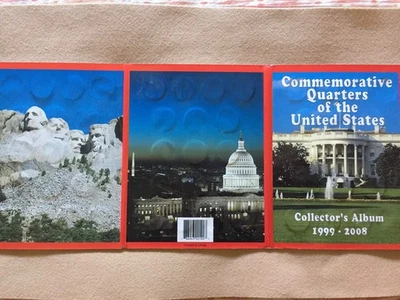 Commemorative
Quarters
of the
United States
Collector's Album
1999 - 2008